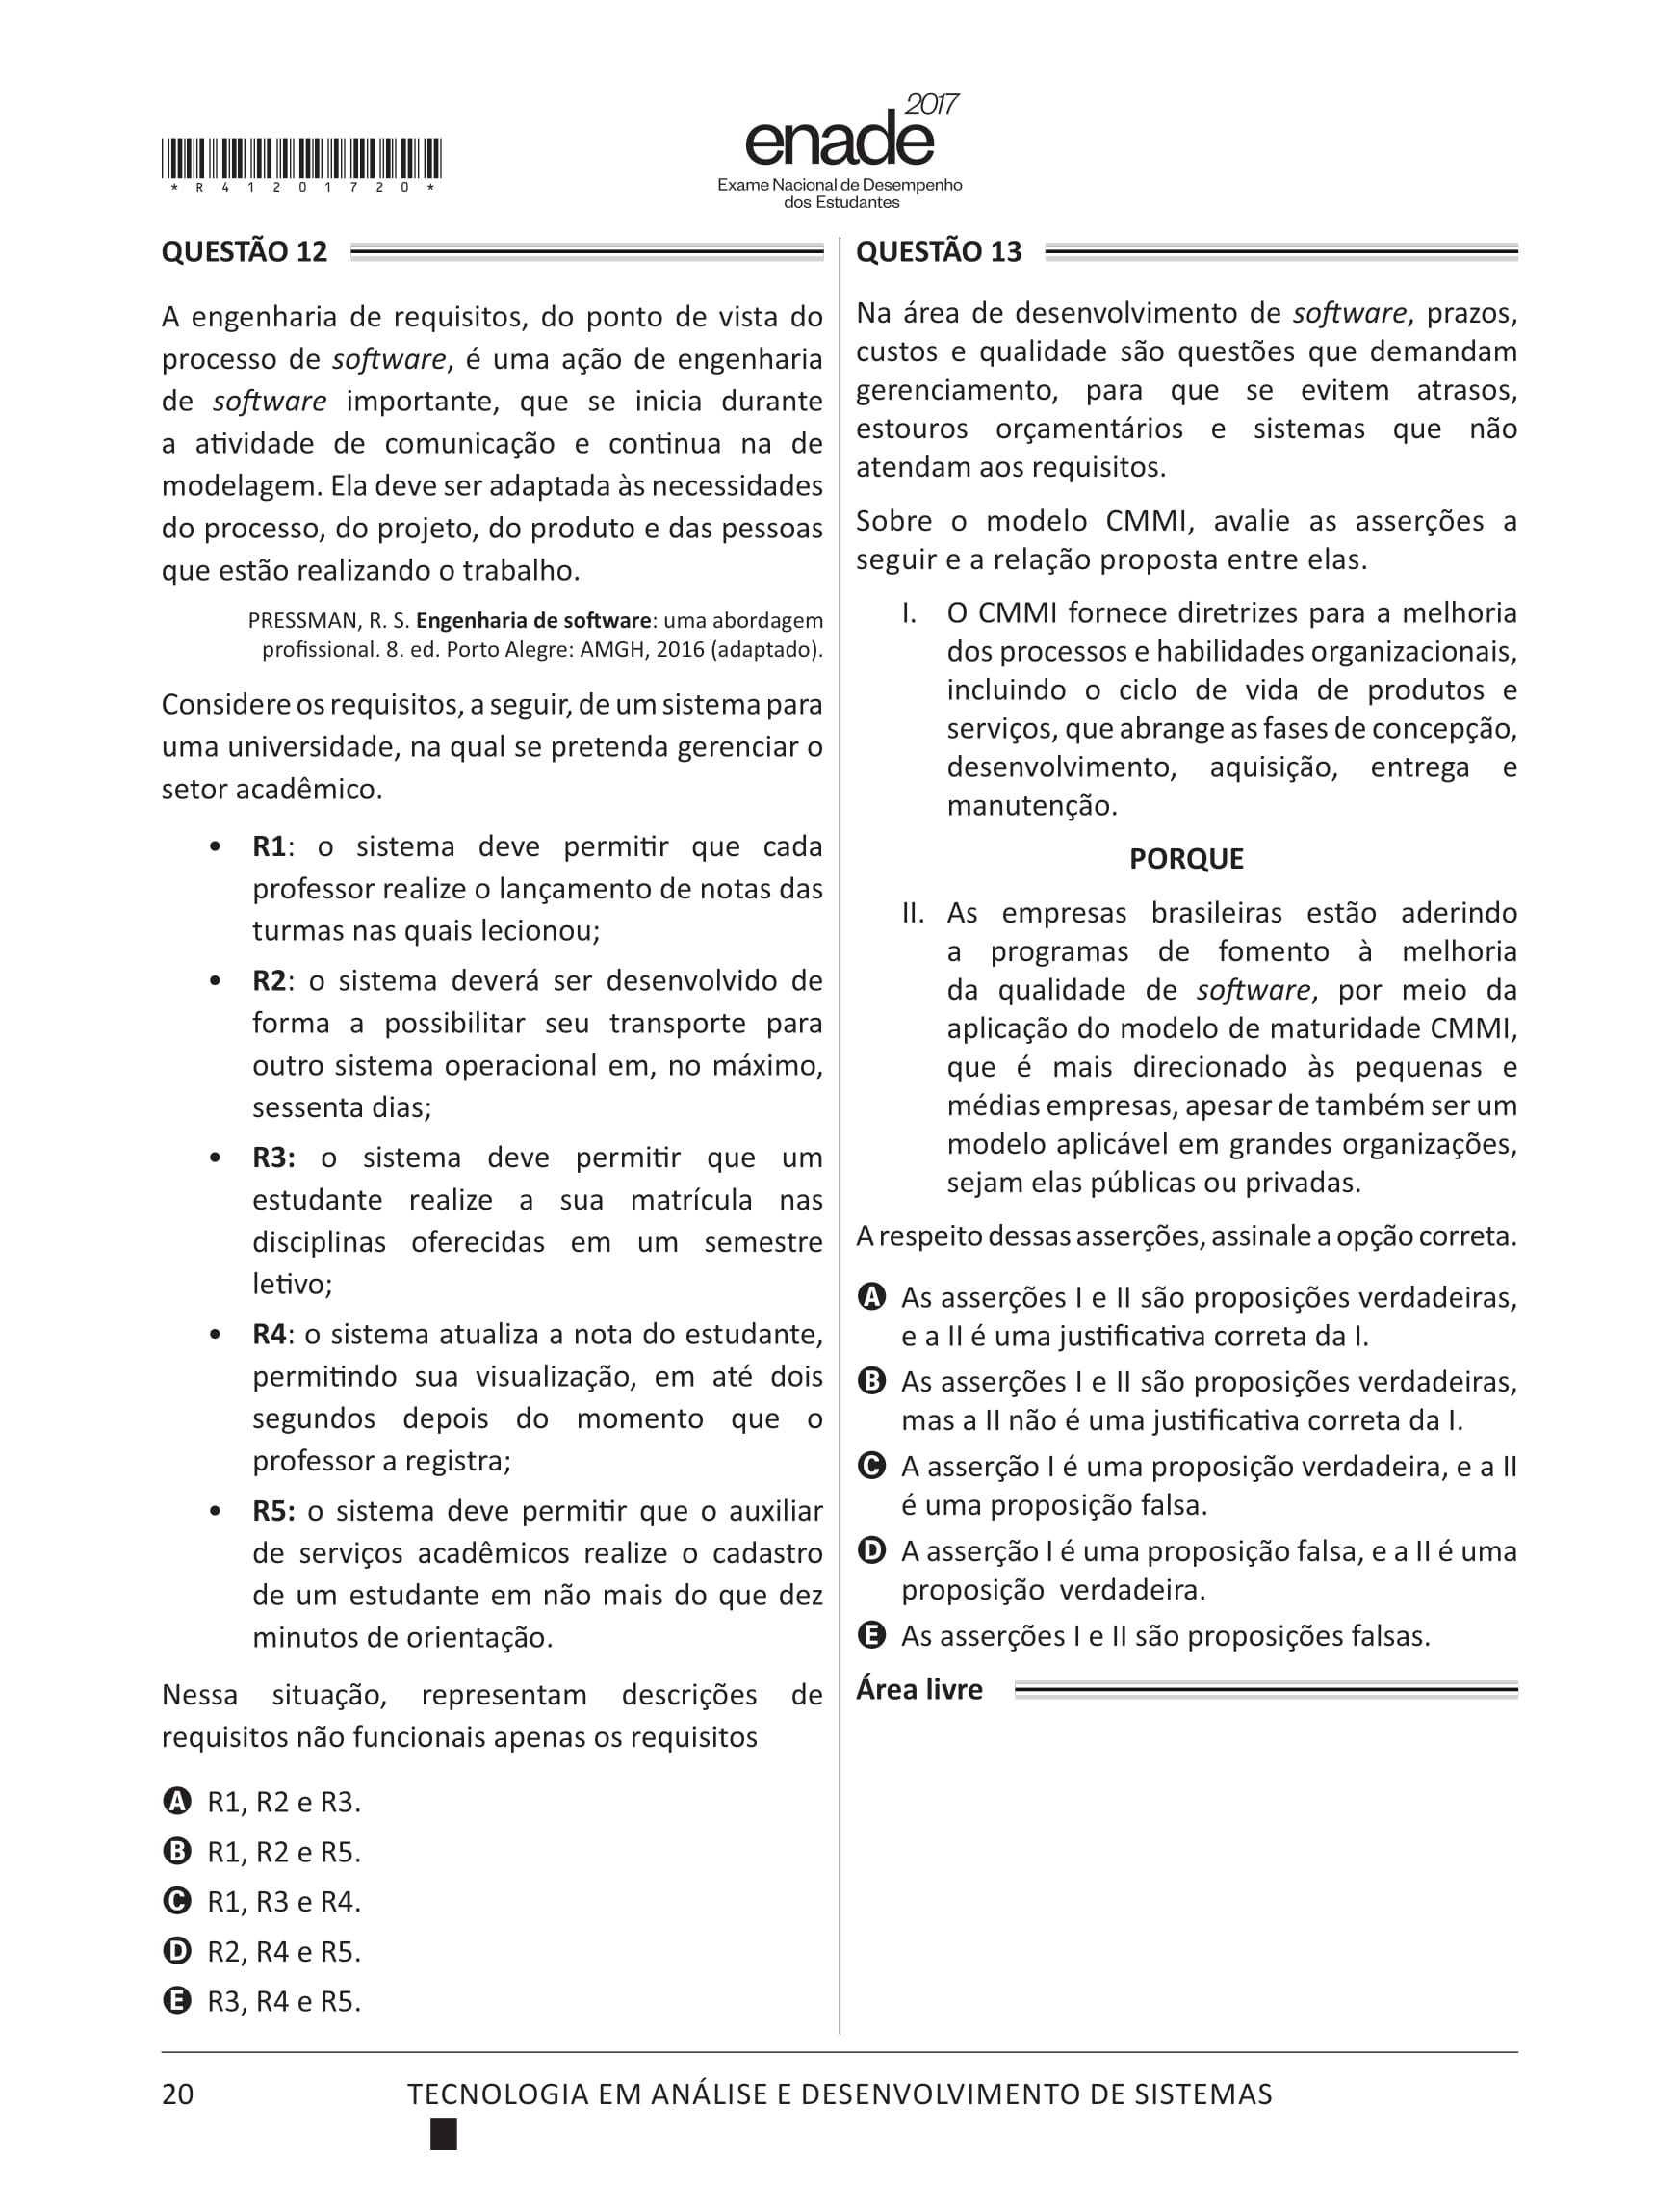 *R41201720*
enade 2017
Exame Nacional de Desempenho
dos Estudantes
QUESTÃO 12
A engenharia de requisitos, do ponto de vista do
processo de software, é uma ação de engenharia
de software importante, que se inicia durante
a atividade de comunicação e continua na de
modelagem. Ela deve ser adaptada às necessidades
do processo, do projeto, do produto e das pessoas
que estão realizando o trabalho.
PRESSMAN, R. S. Engenharia de software: uma abordagem
profissional. 8. ed. Porto Alegre: AMGH, 2016 (adaptado).
Considere os requisitos, a seguir, de um sistema para
uma universidade, na qual se pretenda gerenciar o
setor acadêmico.
• R1: o sistema deve permitir que cada
professor realize o lançamento de notas das
turmas nas quais lecionou;
• R2: o sistema deverá ser desenvolvido de
forma a possibilitar seu transporte para
outro sistema operacional em, no máximo,
sessenta dias;
• R3: o sistema deve permitir que um
estudante realize a sua matrícula nas
disciplinas oferecidas em um semestre
letivo;
• R4: o sistema atualiza a nota do estudante,
permitindo sua visualização, em até dois
segundos depois do momento que o
professor a registra;
• R5: o sistema deve permitir que o auxiliar
de serviços acadêmicos realize o cadastro
de um estudante em não mais do que dez
minutos de orientação.
Nessa situação, representam descrições de
requisitos não funcionais apenas os requisitos
A R1, R2 e R3.
B R1, R2 e R5.
C R1, R3 e R4.
D R2, R4 e R5.
E R3, R4 e R5.
QUESTÃO 13
Na área de desenvolvimento de software, prazos,
custos e qualidade são questões que demandam
gerenciamento, para que se evitem atrasos,
estouros orçamentários e sistemas que não
atendam aos requisitos.
Sobre o modelo CMMI, avalie as asserções a
seguir e a relação proposta entre elas.
I. O CMMI fornece diretrizes para a melhoria
dos processos e habilidades organizacionais,
incluindo o ciclo de vida de produtos e
serviços, que abrange as fases de concepção,
desenvolvimento, aquisição, entrega e
manutenção.
PORQUE
II. As empresas brasileiras estão aderindo
a programas de fomento à melhoria
da qualidade de software, por meio da
aplicação do modelo de maturidade CMMI,
que é mais direcionado às pequenas e
médias empresas, apesar de também ser um
modelo aplicável em grandes organizações,
sejam elas públicas ou privadas.
A respeito dessas asserções, assinale a opção correta.
A As asserções I e II são proposições verdadeiras,
e a II é uma justificativa correta da I.
B As asserções I e II são proposições verdadeiras,
mas a II não é uma justificativa correta da I.
C A asserção I é uma proposição verdadeira, e a II
é uma proposição falsa.
D A asserção I é uma proposição falsa, e a II é uma
proposição verdadeira.
E As asserções I e II são proposições falsas.
Área livre
20
TECNOLOGIA EM ANÁLISE E DESENVOLVIMENTO DE SISTEMAS